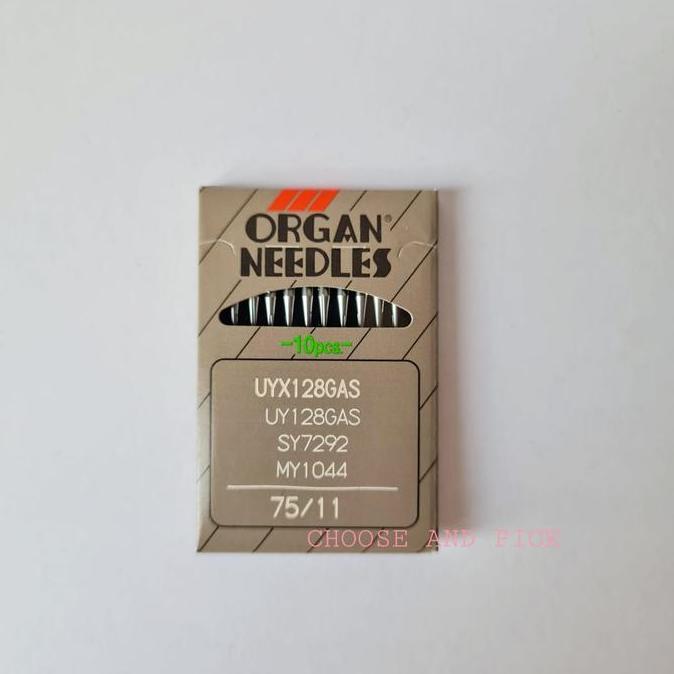 ORGAN®
NEEDLES
-10pcs.-
UYX128GAS
UY128GAS
SY7292
MY1044
75/11
CHOOSE AND PICK